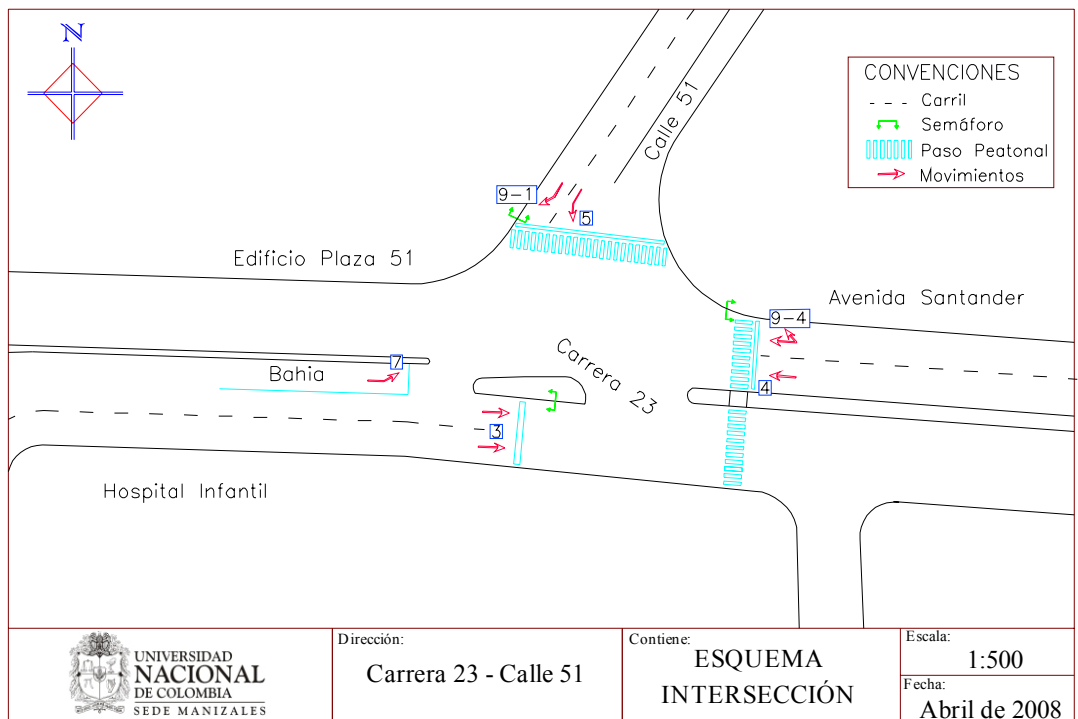 N
CONVENCIONES
Carril
Semáforo
Paso Peatonal
Movimientos
Calle 51
9-1
5
Edificio Plaza 51
Avenida Santander
9-4
Carrera 23
7
Bahia
4
3
Hospital Infantil
UNIVERSIDAD
NACIONAL
DE COLOMBIA
SEDE MANIZALES
Dirección:
Carrera 23 - Calle 51
Contiene:
ESQUEMA
INTERSECCIÓN
Escala:
1:500
Fecha:
Abril de 2008